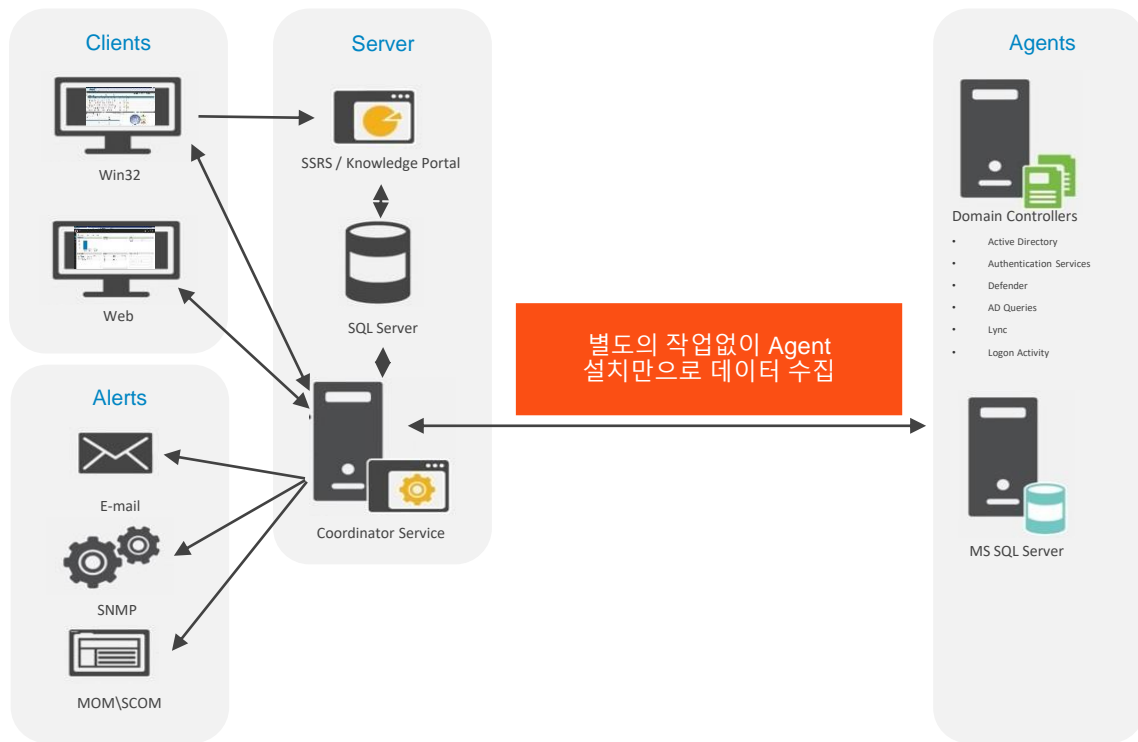 Clients
Win32
Web
Alerts
E-mail
SNMP
MOM\SCOM
Server
SSRS / Knowledge Portal
SQL Server
Coordinator Service
별도의 작업없이 Agent
설치만으로 데이터 수집
Agents
Domain Controllers
• Active Directory
• Authentication Services
• Defender
• AD Queries
• Lync
• Logon Activity
MS SQL Server